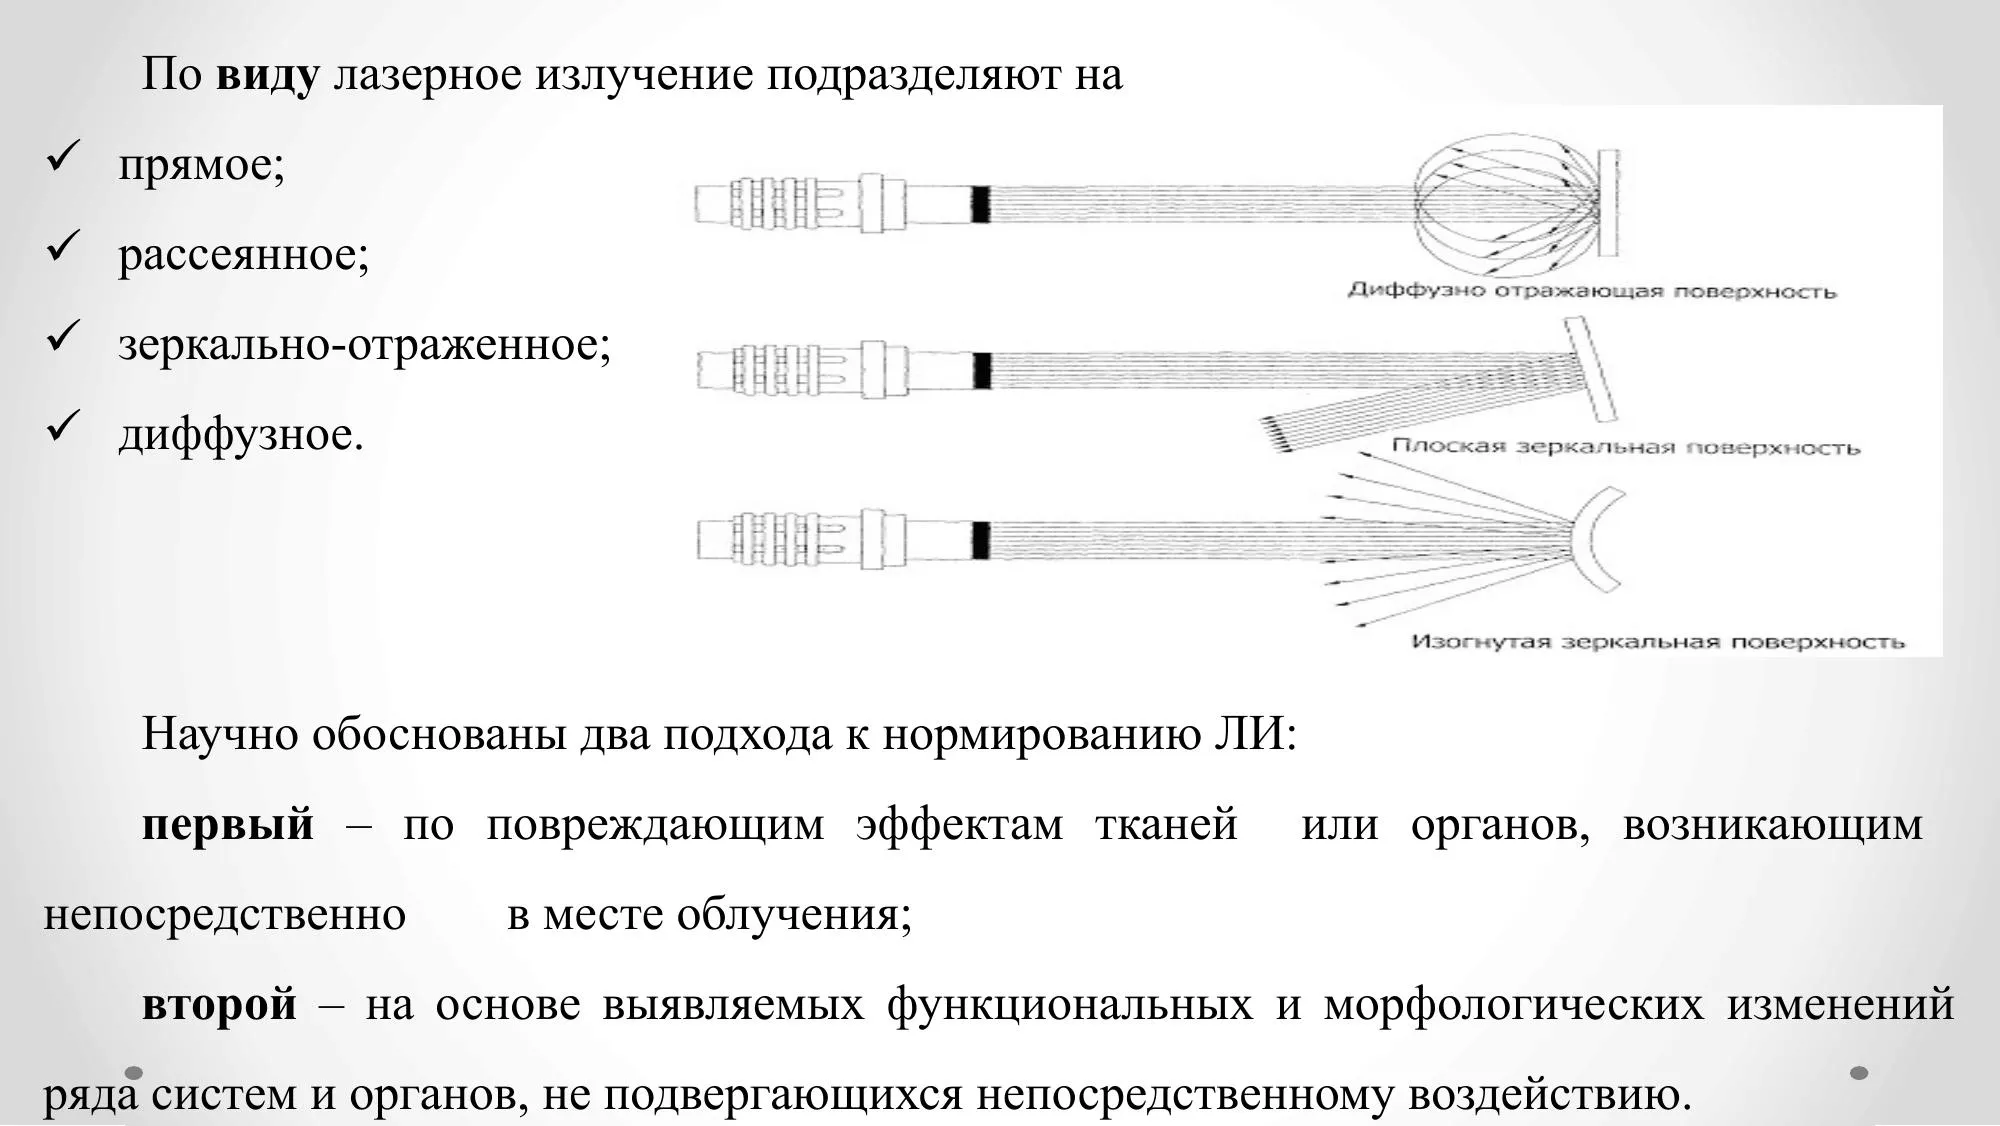 По виду лазерное излучение подразделяют на
✓ прямое;
✓ рассеянное;
✓ зеркально-отраженное;
✓ диффузное.
Диффузно отражающая поверхность
Плоская зеркальная поверхность
Изогнутая зеркальная поверхность
Научно обоснованы два подхода к нормированию ЛИ:
первый – по повреждающим эффектам тканей или органов, возникающим
непосредственно в месте облучения;
второй – на основе выявляемых функциональных и морфологических изменений
ряда систем и органов, не подвергающихся непосредственному воздействию.